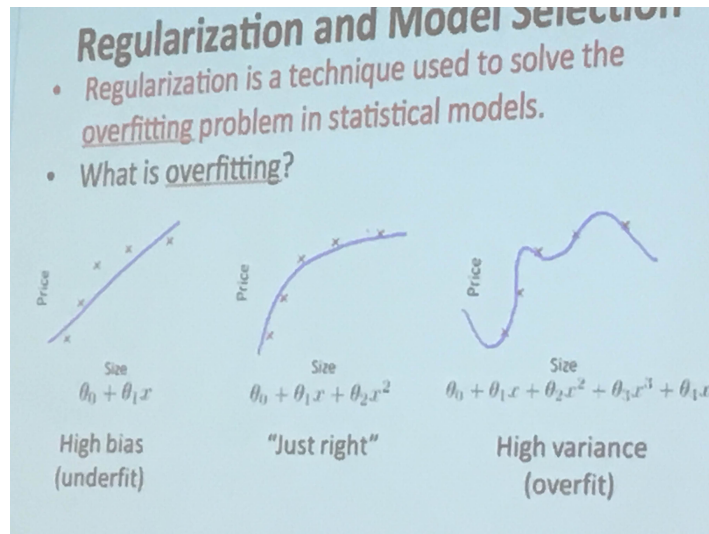 Regularization and Model Selection
• Regularization is a technique used to solve the
overfitting problem in statistical models.
• What is overfitting?
Price
Size
θ₀ + θ₁x
High bias
(underfit)
Price
Size
θ₀ + θ₁x + θ₂x²
"Just right"
Price
Size
θ₀ + θ₁x + θ₂x² + θ₃x³ + θ₄x
High variance
(overfit)